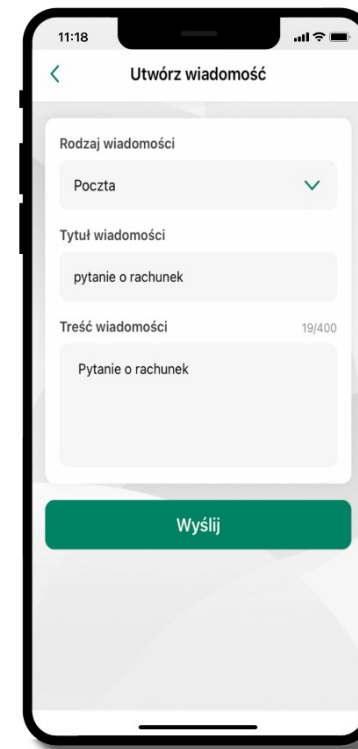 11:18
Utwórz wiadomość
Rodzaj wiadomości
Poczta
Tytuł wiadomości
pytanie o rachunek
Treść wiadomości 19/400
Pytanie o rachunek
Wyślij